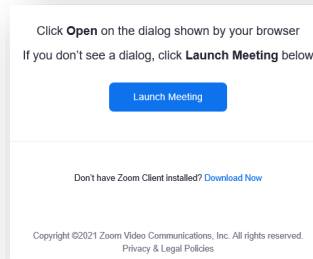 Click Open on the dialog shown by your browser
If you don't see a dialog, click Launch Meeting below
Launch Meeting
Don't have Zoom Client installed? Download Now
Copyright ©2021 Zoom Video Communications, Inc. All rights reserved.
Privacy & Legal Policies